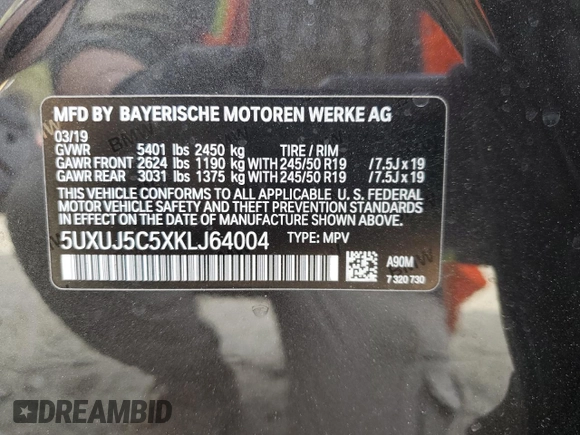 MFD BY BAYERISCHE MOTOREN WERKE AG
03/19
GVWR 5401 lbs 2450 kg TIRE / RIM
GAWR FRONT 2624 lbs 1190 kg WITH 245/50 R19 /7.5J x 19
GAWR REAR 3031 lbs 1375 kg WITH 245/50 R19 /7.5J x 19
THIS VEHICLE CONFORMS TO ALL APPLICABLE U. S. FEDERAL
MOTOR VEHICLE SAFETY AND THEFT PREVENTION STANDARDS
IN EFFECT ON THE DATE OF MANUFACTURE SHOWN ABOVE.
5UXUJ5C5XKLJ64004 TYPE: MPV
A90M
7 320 730
DREAMBID